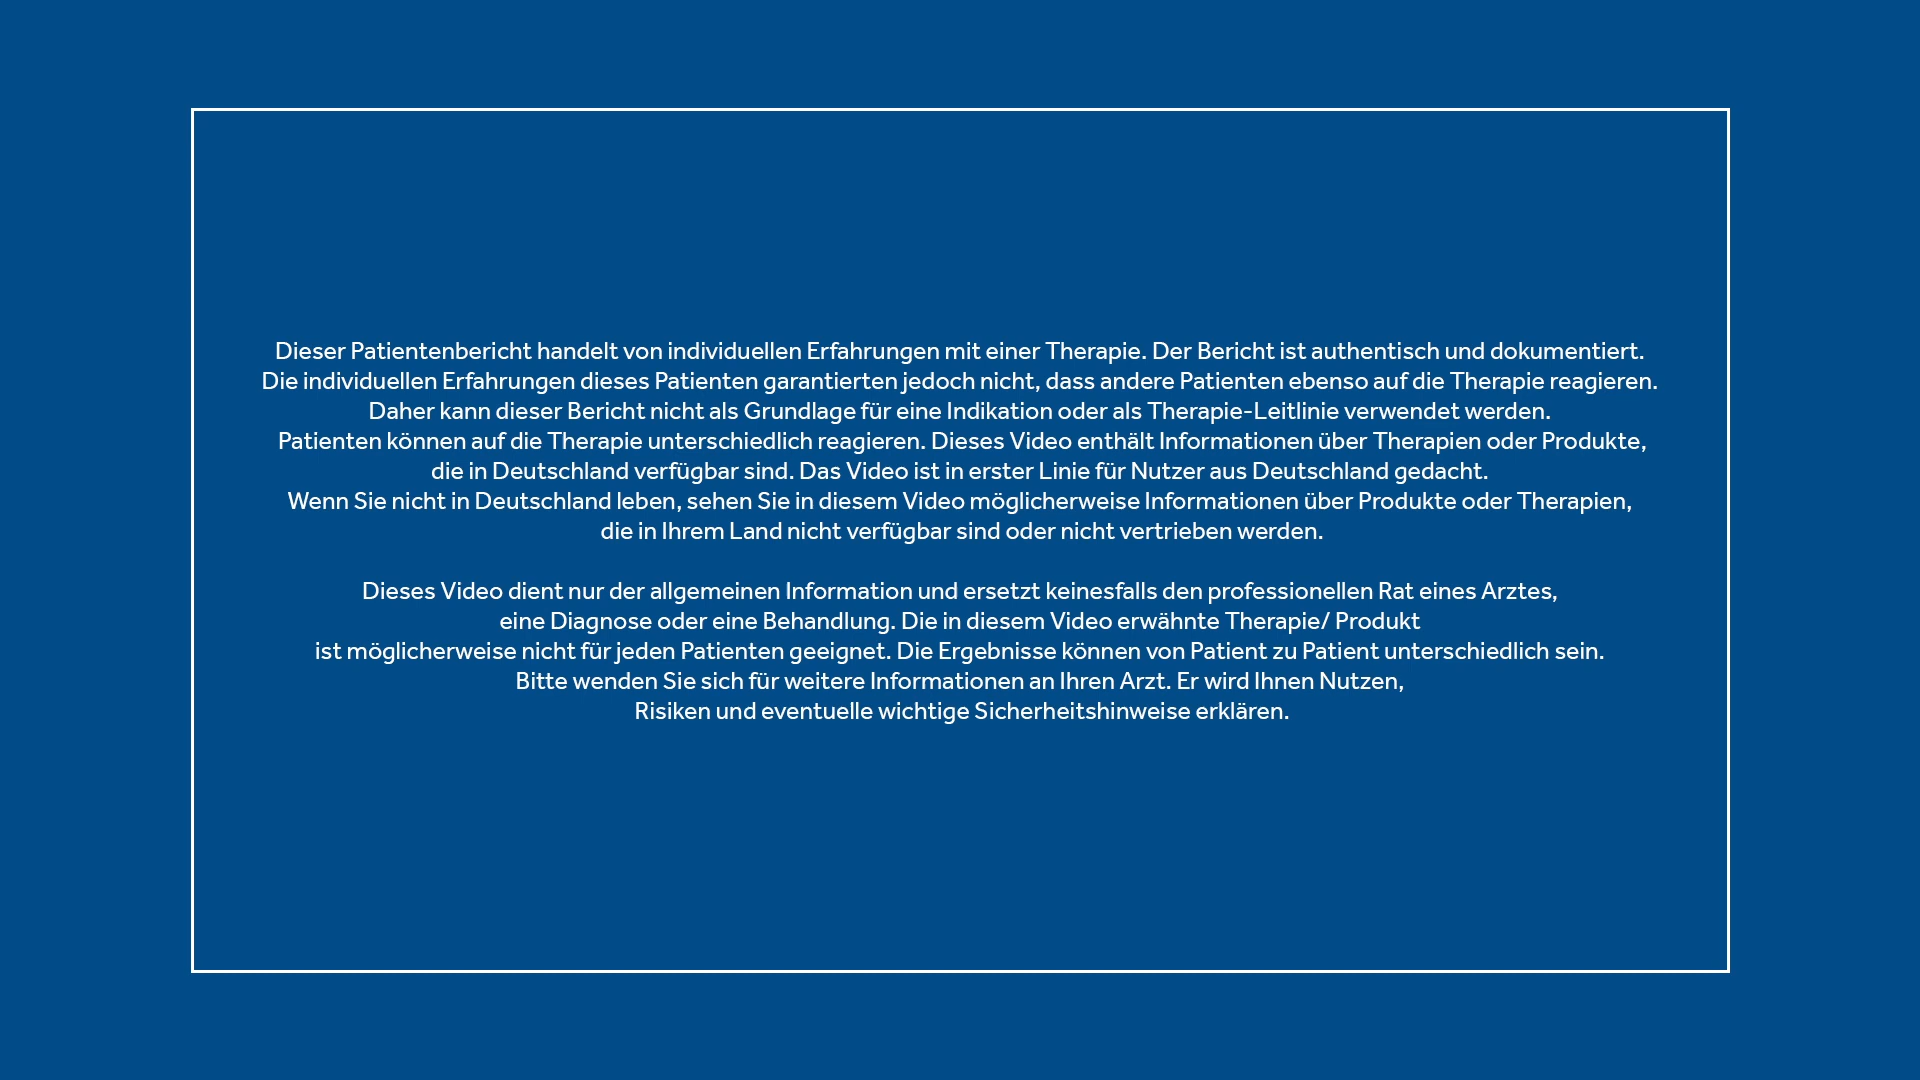 Dieser Patientenbericht handelt von individuellen Erfahrungen mit einer Therapie. Der Bericht ist authentisch und dokumentiert.
Die individuellen Erfahrungen dieses Patienten garantierten jedoch nicht, dass andere Patienten ebenso auf die Therapie reagieren.
Daher kann dieser Bericht nicht als Grundlage für eine Indikation oder als Therapie-Leitlinie verwendet werden.
Patienten können auf die Therapie unterschiedlich reagieren. Dieses Video enthält Informationen über Therapien oder Produkte,
die in Deutschland verfügbar sind. Das Video ist in erster Linie für Nutzer aus Deutschland gedacht.
Wenn Sie nicht in Deutschland leben, sehen Sie in diesem Video möglicherweise Informationen über Produkte oder Therapien,
die in Ihrem Land nicht verfügbar sind oder nicht vertrieben werden.
Dieses Video dient nur der allgemeinen Information und ersetzt keinesfalls den professionellen Rat eines Arztes,
eine Diagnose oder eine Behandlung. Die in diesem Video erwähnte Therapie/ Produkt
ist möglicherweise nicht für jeden Patienten geeignet. Die Ergebnisse können von Patient zu Patient unterschiedlich sein.
Bitte wenden Sie sich für weitere Informationen an Ihren Arzt. Er wird Ihnen Nutzen,
Risiken und eventuelle wichtige Sicherheitshinweise erklären.